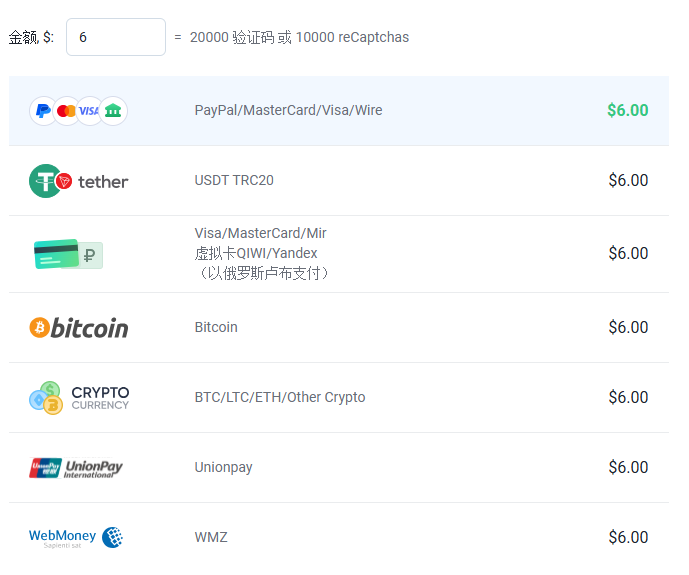 金额, $: 6 = 20000 验证码 或 10000 reCaptchas
VISA PayPal/MasterCard/Visa/Wire $6.00
tether USDT TRC20 $6.00
Visa/MasterCard/Mir
虚拟卡QIWI/Yandex $6.00
（以俄罗斯卢布支付）
bitcoin Bitcoin $6.00
CRYPTO
CURRENCY BTC/LTC/ETH/Other Crypto $6.00
UnionPay
International Unionpay $6.00
WebMoney
Sapienti sat WMZ $6.00